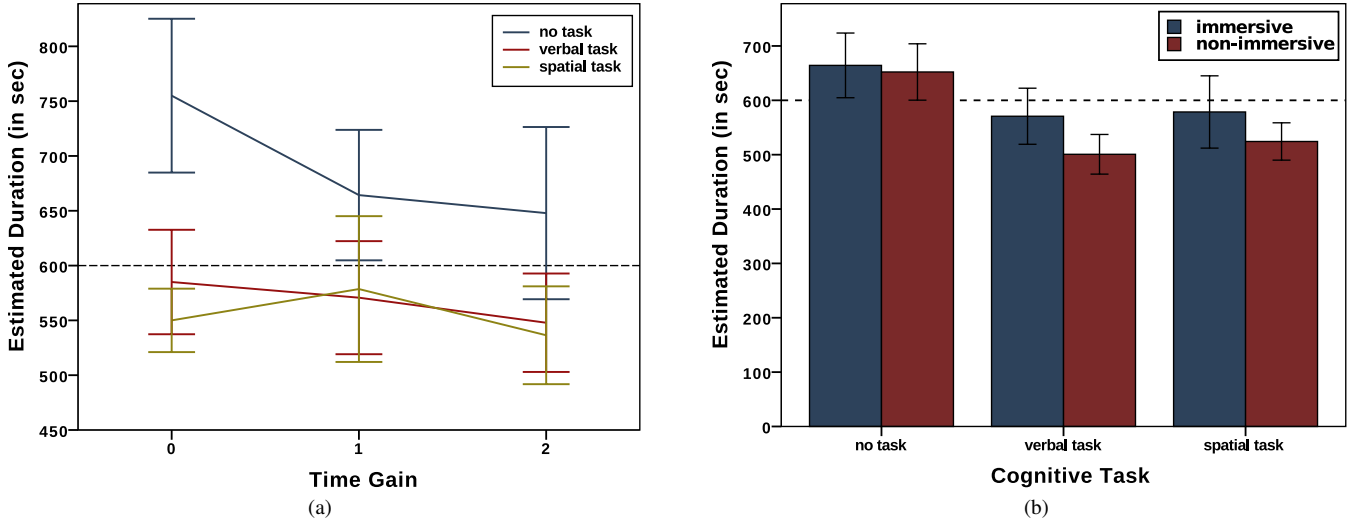 no task
verbal task
spatial task
800
750
700
650
600
550
500
450
0
1
2
Estimated Duration (in sec)
Time Gain
(a)
immersive
non-immersive
700
600
500
400
300
200
100
0
no task
verbal task
spatial task
Estimated Duration (in sec)
Cognitive Task
(b)